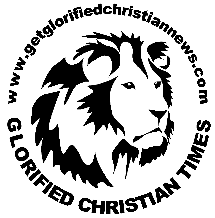 www.getglorifiedchristiannews.com
GLORIFIED CHRISTIAN TIMES